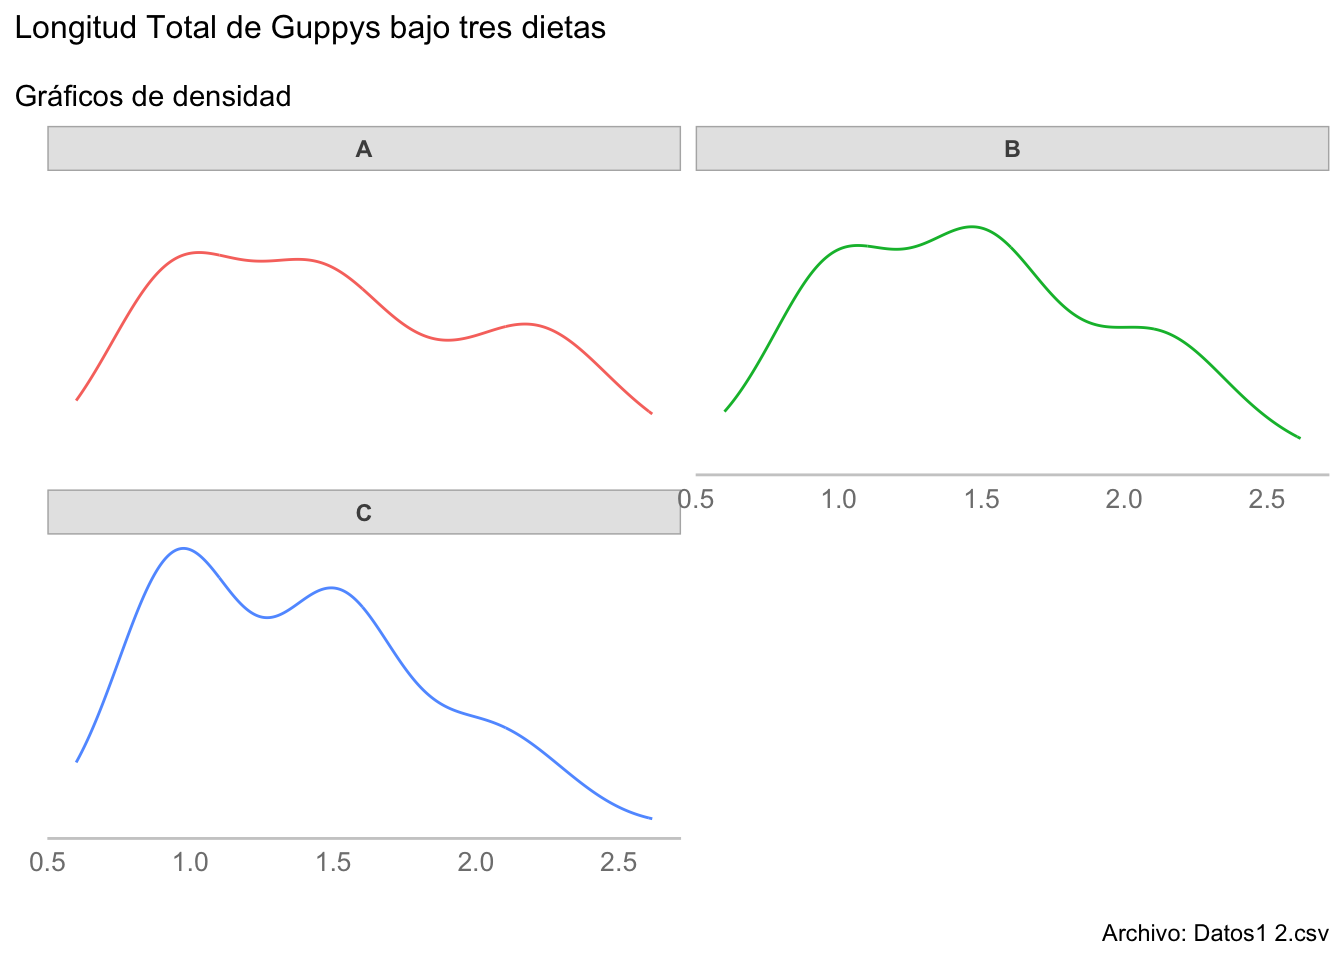 Longitud Total de Guppys bajo tres dietas
Gráficos de densidad
A
B
0.5 1.0 1.5 2.0 2.5
C
0.5 1.0 1.5 2.0 2.5
Archivo: Datos1 2.csv